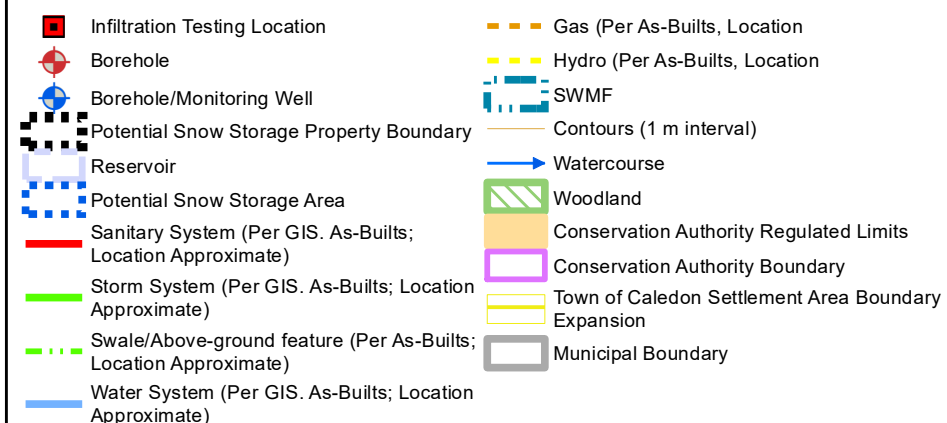 Infiltration Testing Location
Borehole
Borehole/Monitoring Well
Potential Snow Storage Property Boundary
Reservoir
Potential Snow Storage Area
Sanitary System (Per GIS. As-Builts;
Location Approximate)
Storm System (Per GIS. As-Builts; Location
Approximate)
Swale/Above-ground feature (Per As-Builts;
Location Approximate)
Water System (Per GIS. As-Builts; Location
Approximate)
Gas (Per As-Builts, Location
Hydro (Per As-Builts, Location
SWMF
Contours (1 m interval)
Watercourse
Woodland
Conservation Authority Regulated Limits
Conservation Authority Boundary
Town of Caledon Settlement Area Boundary
Expansion
Municipal Boundary